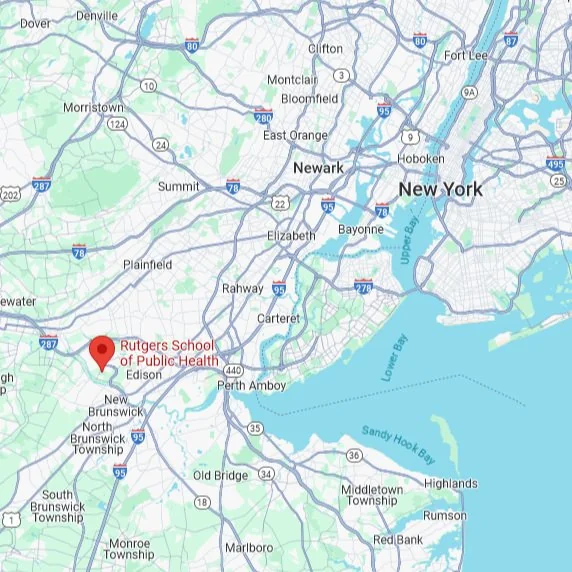 Dover
Denville
80
Clifton
80
Fort Lee
87
Montclair
3
10
Bloomfield
9A
Morristown
95
280
124
East Orange
9
24
Hoboken
495
Newark
287
Summit
78
New York
25
202
22
95
78
Elizabeth
Bayonne
Upper Bay
78
Plainfield
Rahway
95
278
ewater
Carteret
287
Rutgers School
of Public Health
Lower Bay
gh
p
Edison
440
Perth Amboy
New
Brunswick
North
Brunswick
Township
95
35
Sandy Hook Bay
36
95
Old Bridge
34
Highlands
South
Brunswick
Township
18
Middletown
Township
Rumson
1
Red Bank
Monroe
Township
Marlboro